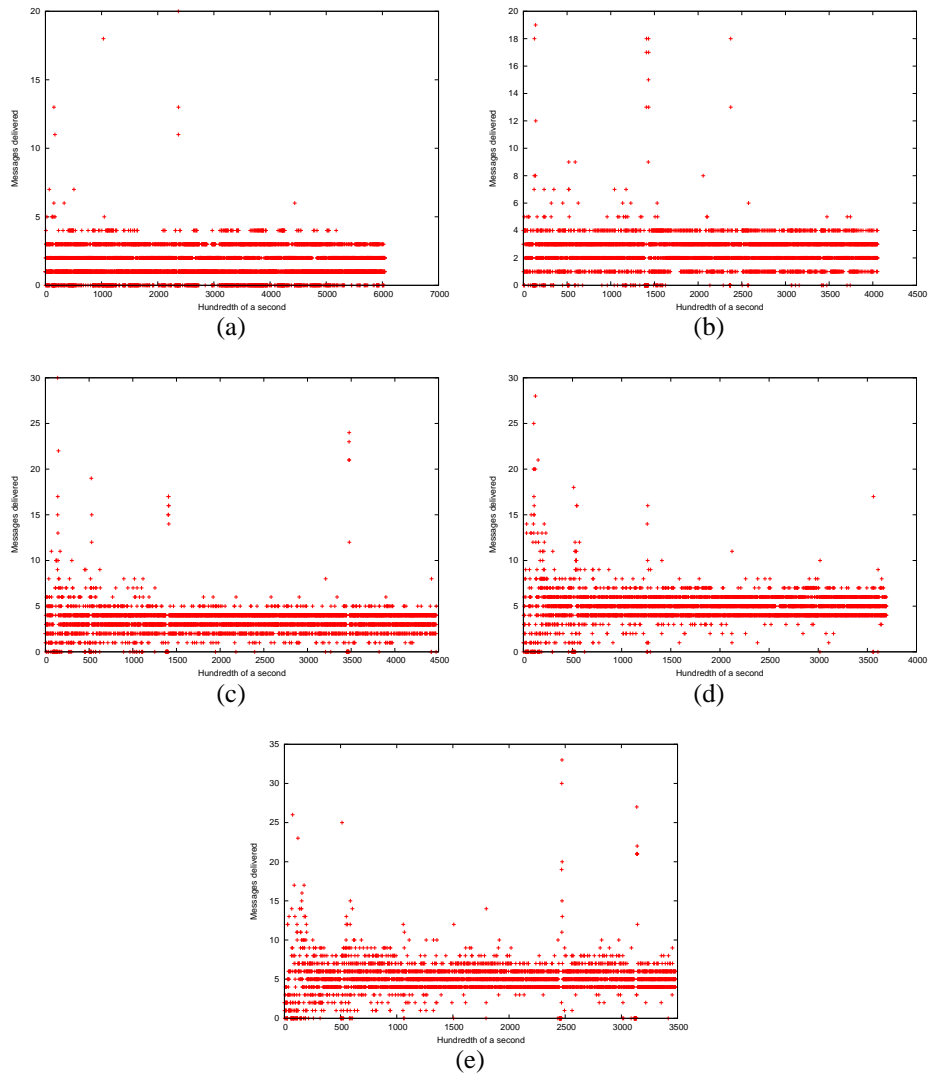 20
15
10
5
0
0 1000 2000 3000 4000 5000 6000 7000
Messages delivered
Hundredth of a second
(a)
20
18
16
14
12
10
8
6
4
2
0
0 500 1000 1500 2000 2500 3000 3500 4000 4500
Messages delivered
Hundredth of a second
(b)
30
25
20
15
10
5
0
0 500 1000 1500 2000 2500 3000 3500 4000 4500
Messages delivered
Hundredth of a second
(c)
30
25
20
15
10
5
0
0 500 1000 1500 2000 2500 3000 3500 4000
Messages delivered
Hundredth of a second
(d)
35
30
25
20
15
10
5
0
0 500 1000 1500 2000 2500 3000 3500
Messages delivered
Hundredth of a second
(e)